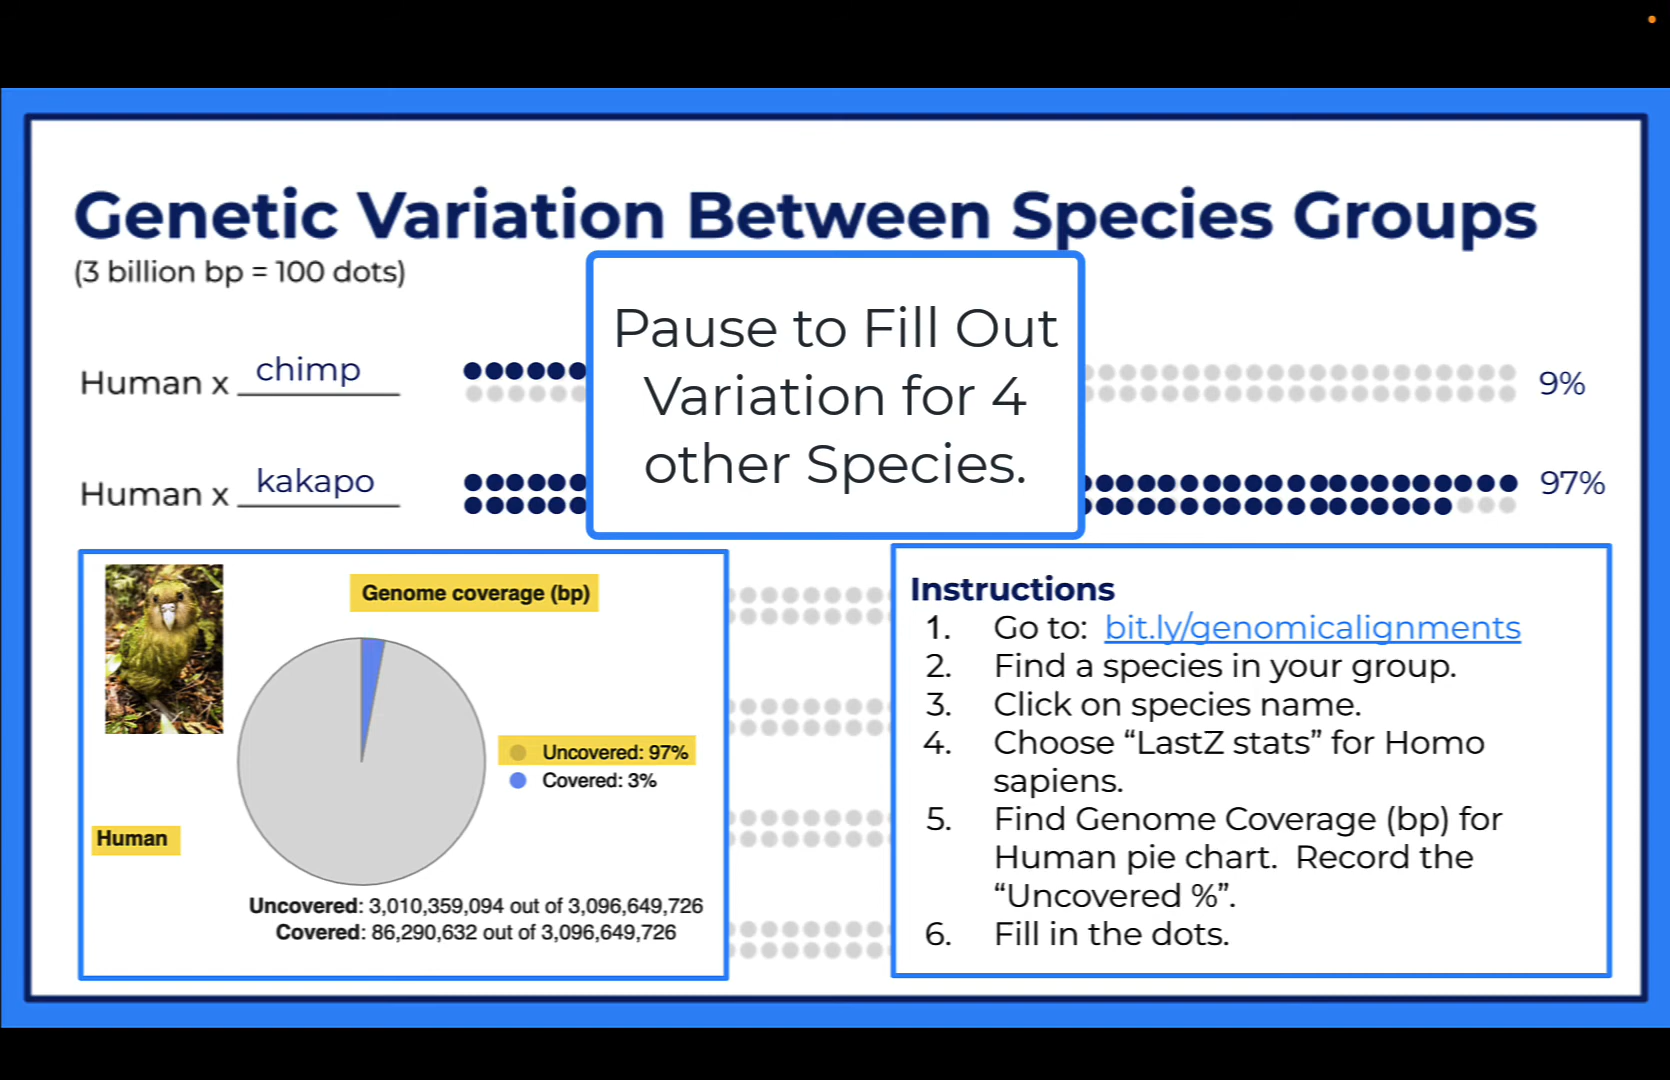 Genetic Variation Between Species Groups
(3 billion bp = 100 dots)
Pause to Fill Out
Variation for 4
other Species.
Human x chimp
9%
Human x kakapo
97%
Genome coverage (bp)
Uncovered: 97%
Covered: 3%
Human
Uncovered: 3,010,359,094 out of 3,096,649,726
Covered: 86,290,632 out of 3,096,649,726
Instructions
1. Go to: bit.ly/genomicalignments
2. Find a species in your group.
3. Click on species name.
4. Choose “LastZ stats” for Homo
sapiens.
5. Find Genome Coverage (bp) for
Human pie chart. Record the
“Uncovered %”.
6. Fill in the dots.